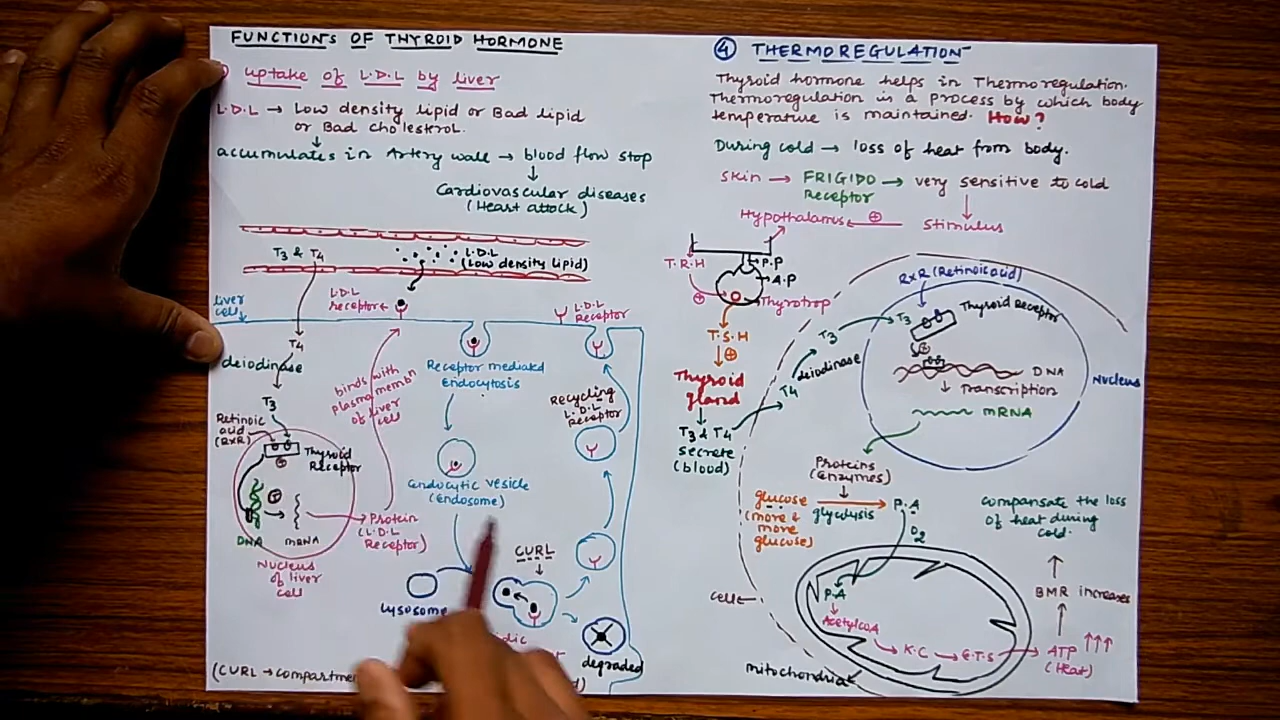 FUNCTIONS OF THYROID HORMONE
uptake of L.D.L by liver
L.D.L → Low density lipid or Bad lipid
or Bad cholestrol.
accumulates in Artery wall → blood flow stop
Cardiovascular diseases
(Heart attack)
T3 & T4
L.D.L
(Low density lipid)
L.D.L
receptor
L.D.L
Receptor
liver
cell
T4
deiodinase
T3
Retinoic
acid
(RxR)
Thyroid
Receptor
DNA
mRNA
Nucleus
of liver
cell
Protein
(L.D.L
Receptor)
binds with
plasma membn
of liver
cell
Receptor mediated
Endocytosis
Endocytic vesicle
(Endosome)
Lysosome
CURL
Recycling
L.D.L
Receptor
degraded
(CURL → compartme
④ THERMOREGULATION
Thyroid hormone helps in Thermoregulation.
Thermoregulation is a process by which body
temperature is maintained. How?
During cold → loss of heat from body.
Skin → FRIGIDO → very sensitive to cold
Receptor
Hypothalamus ← ⊕ Stimulus
T.R.H
P.P
A.P
Thyrotrop
T.S.H
Thyroid
gland
T3 & T4
secrete
(blood)
T4
deiodinase
T3
RxR (Retinoic acid)
T3
Thyroid Receptor
DNA
Transcription
mRNA
Nucleus
Proteins
(Enzymes)
glucose
(more &
more
glucose)
glycolysis
P.A
O2
P.A
Acetyl CoA
K.C → E.T.S
ATP ↑↑↑
(Heat)
BMR increases
compansate the loss
of heat during
cold.
cell
mitochondria